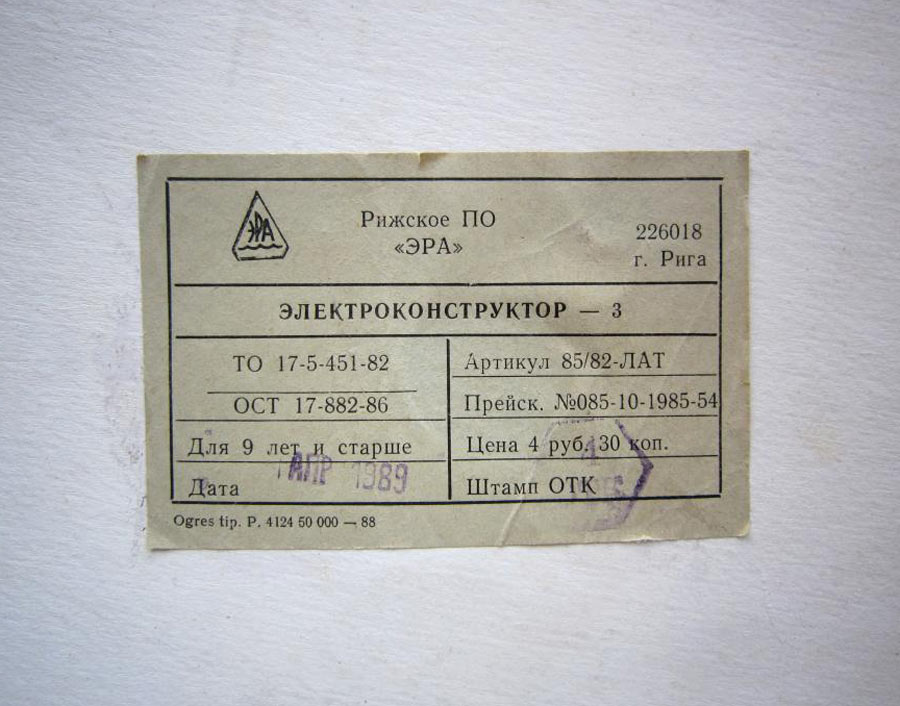 ЭРА
Рижское ПО
«ЭРА»
226018
г. Рига
ЭЛЕКТРОКОНСТРУКТОР — 3
ТО 17-5-451-82
ОСТ 17-882-86
Для 9 лет и старше
Дата АПР 1989
Артикул 85/82-ЛАТ
Прейск. №085-10-1985-54
Цена 4 руб. 30 коп.
Штамп ОТК
Ogres tip. P. 4124 50 000 — 88